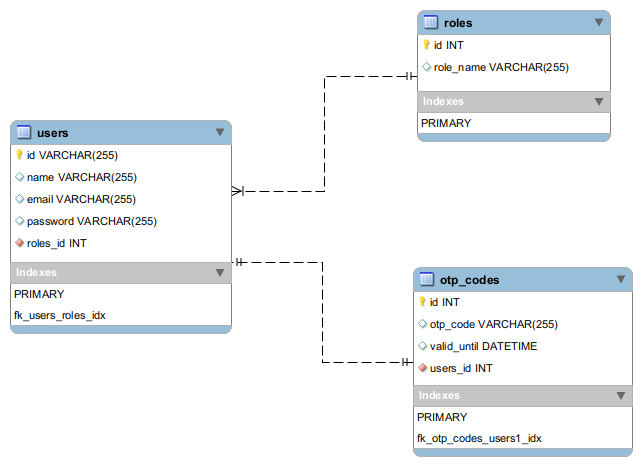 roles
id INT
role_name VARCHAR(255)
Indexes
PRIMARY
users
id VARCHAR(255)
name VARCHAR(255)
email VARCHAR(255)
password VARCHAR(255)
roles_id INT
Indexes
PRIMARY
fk_users_roles_idx
otp_codes
id INT
otp_code VARCHAR(255)
valid_until DATETIME
users_id INT
Indexes
PRIMARY
fk_otp_codes_users1_idx